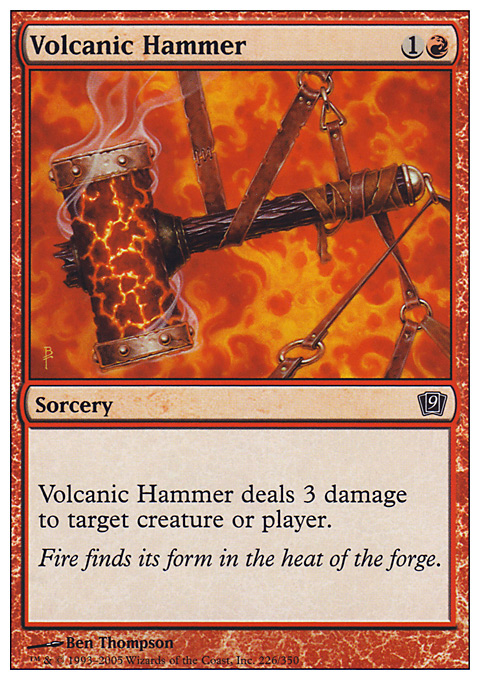 Volcanic Hammer 1
Sorcery 9
Volcanic Hammer deals 3 damage
to target creature or player.
Fire finds its form in the heat of the forge.
Ben Thompson
™ & © 1993–2005 Wizards of the Coast, Inc. 226/350